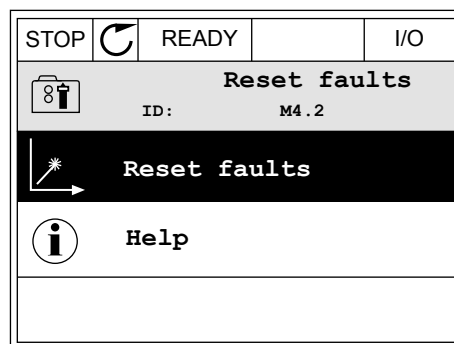 STOP READY I/O
Reset faults
ID: M4.2
Reset faults
Help